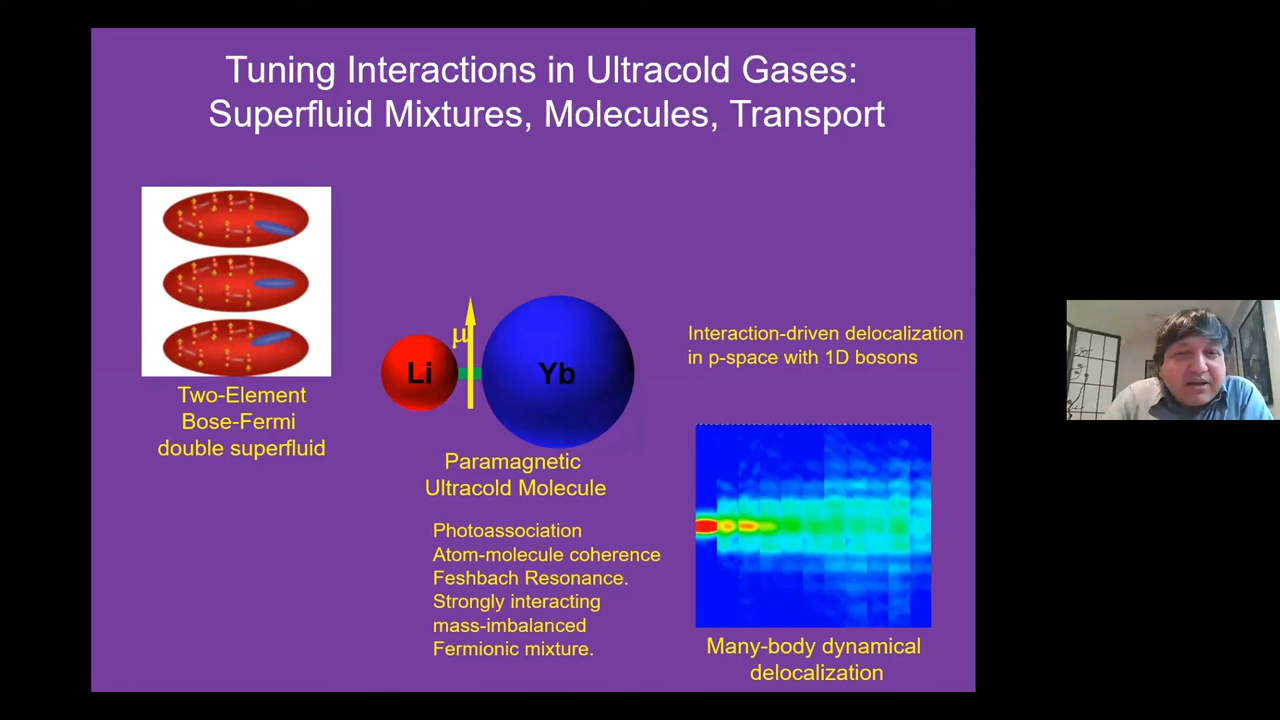 Tuning Interactions in Ultracold Gases:
Superfluid Mixtures, Molecules, Transport
Two-Element
Bose-Fermi
double superfluid
μ
Li
Yb
Paramagnetic
Ultracold Molecule
Photoassociation
Atom-molecule coherence
Feshbach Resonance.
Strongly interacting
mass-imbalanced
Fermionic mixture.
Interaction-driven delocalization
in p-space with 1D bosons
Many-body dynamical
delocalization